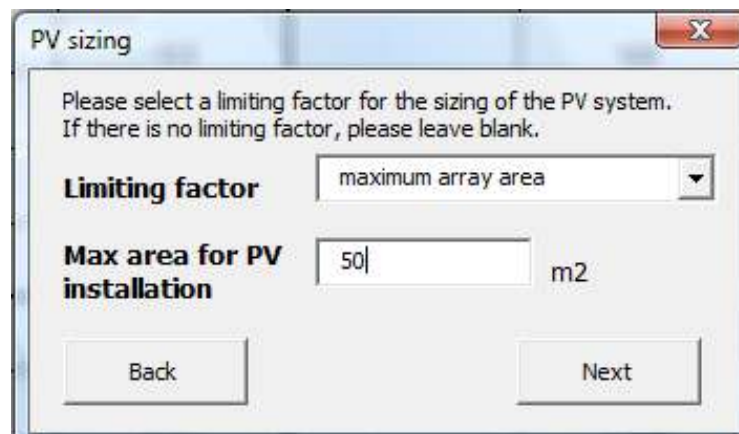 PV sizing
Please select a limiting factor for the sizing of the PV system.
If there is no limiting factor, please leave blank.
Limiting factor maximum array area
Max area for PV
installation 50 m2
Back Next